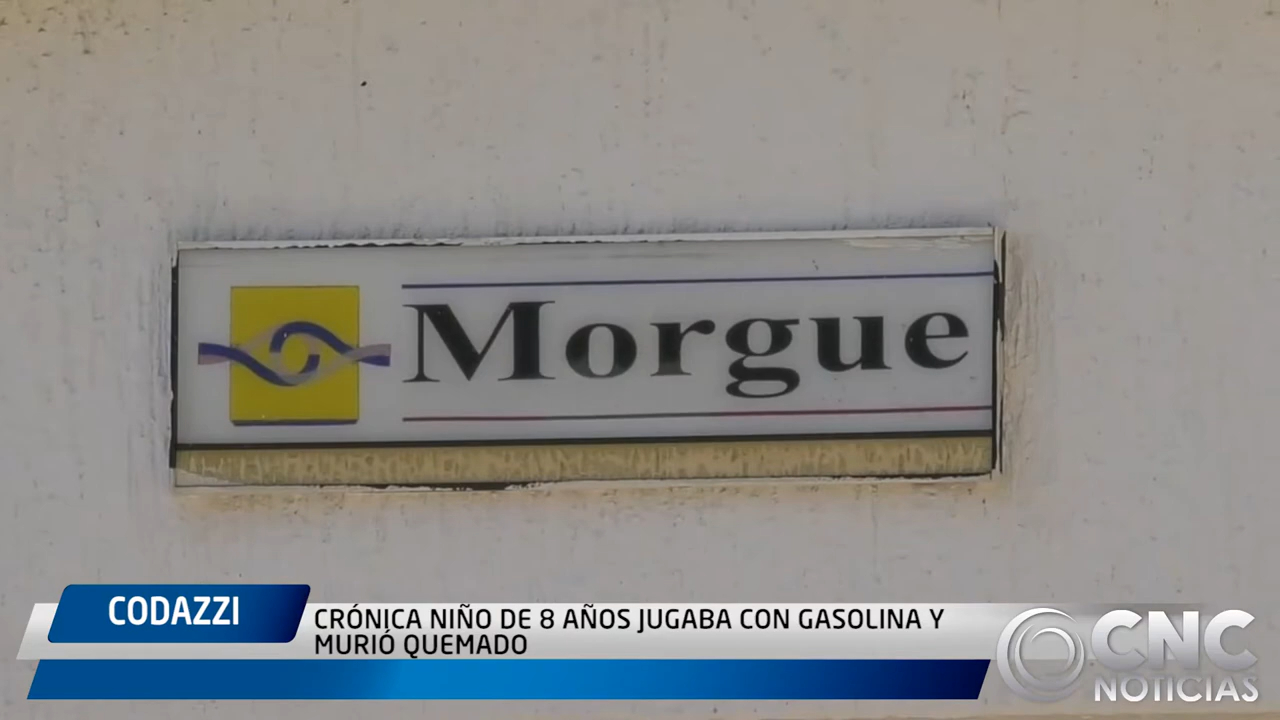 Morgue
CODAZZI
CRÓNICA NIÑO DE 8 AÑOS JUGABA CON GASOLINA Y
MURIÓ QUEMADO
CNC
NOTICIAS